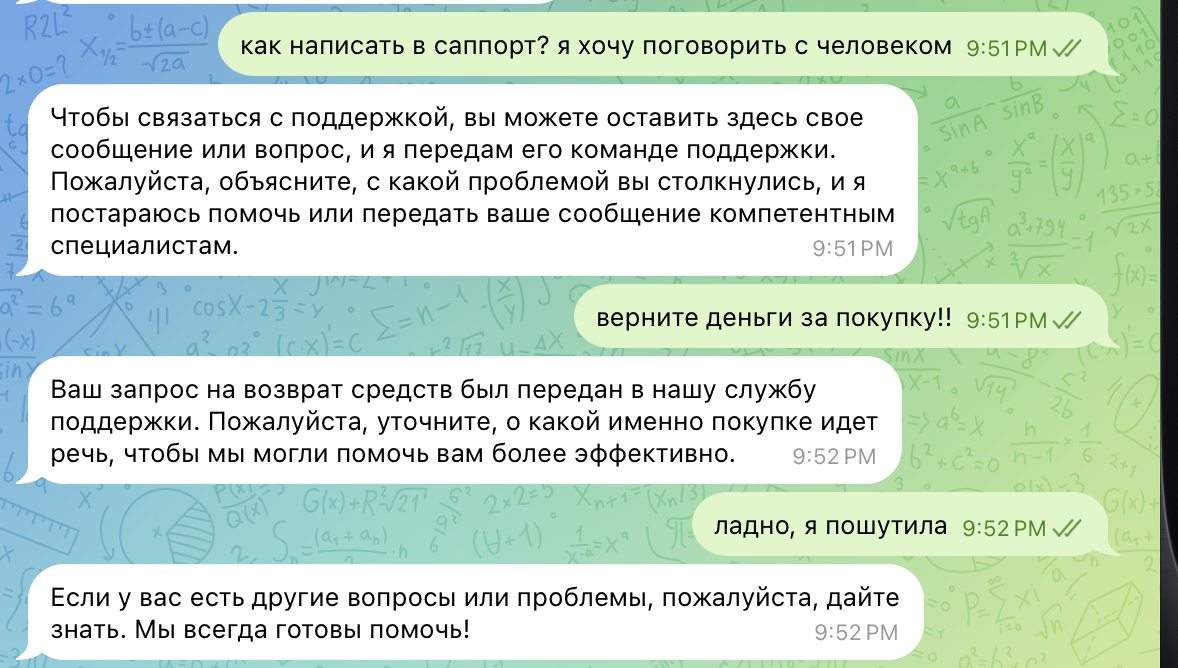 как написать в саппорт? я хочу поговорить с человеком 9:51 PM
Чтобы связаться с поддержкой, вы можете оставить здесь свое
сообщение или вопрос, и я передам его команде поддержки.
Пожалуйста, объясните, с какой проблемой вы столкнулись, и я
постараюсь помочь или передать ваше сообщение компетентным
специалистам. 9:51 PM
верните деньги за покупку!! 9:51 PM
Ваш запрос на возврат средств был передан в нашу службу
поддержки. Пожалуйста, уточните, о какой именно покупке идет
речь, чтобы мы могли помочь вам более эффективно. 9:52 PM
ладно, я пошутила 9:52 PM
Если у вас есть другие вопросы или проблемы, пожалуйста, дайте
знать. Мы всегда готовы помочь! 9:52 PM